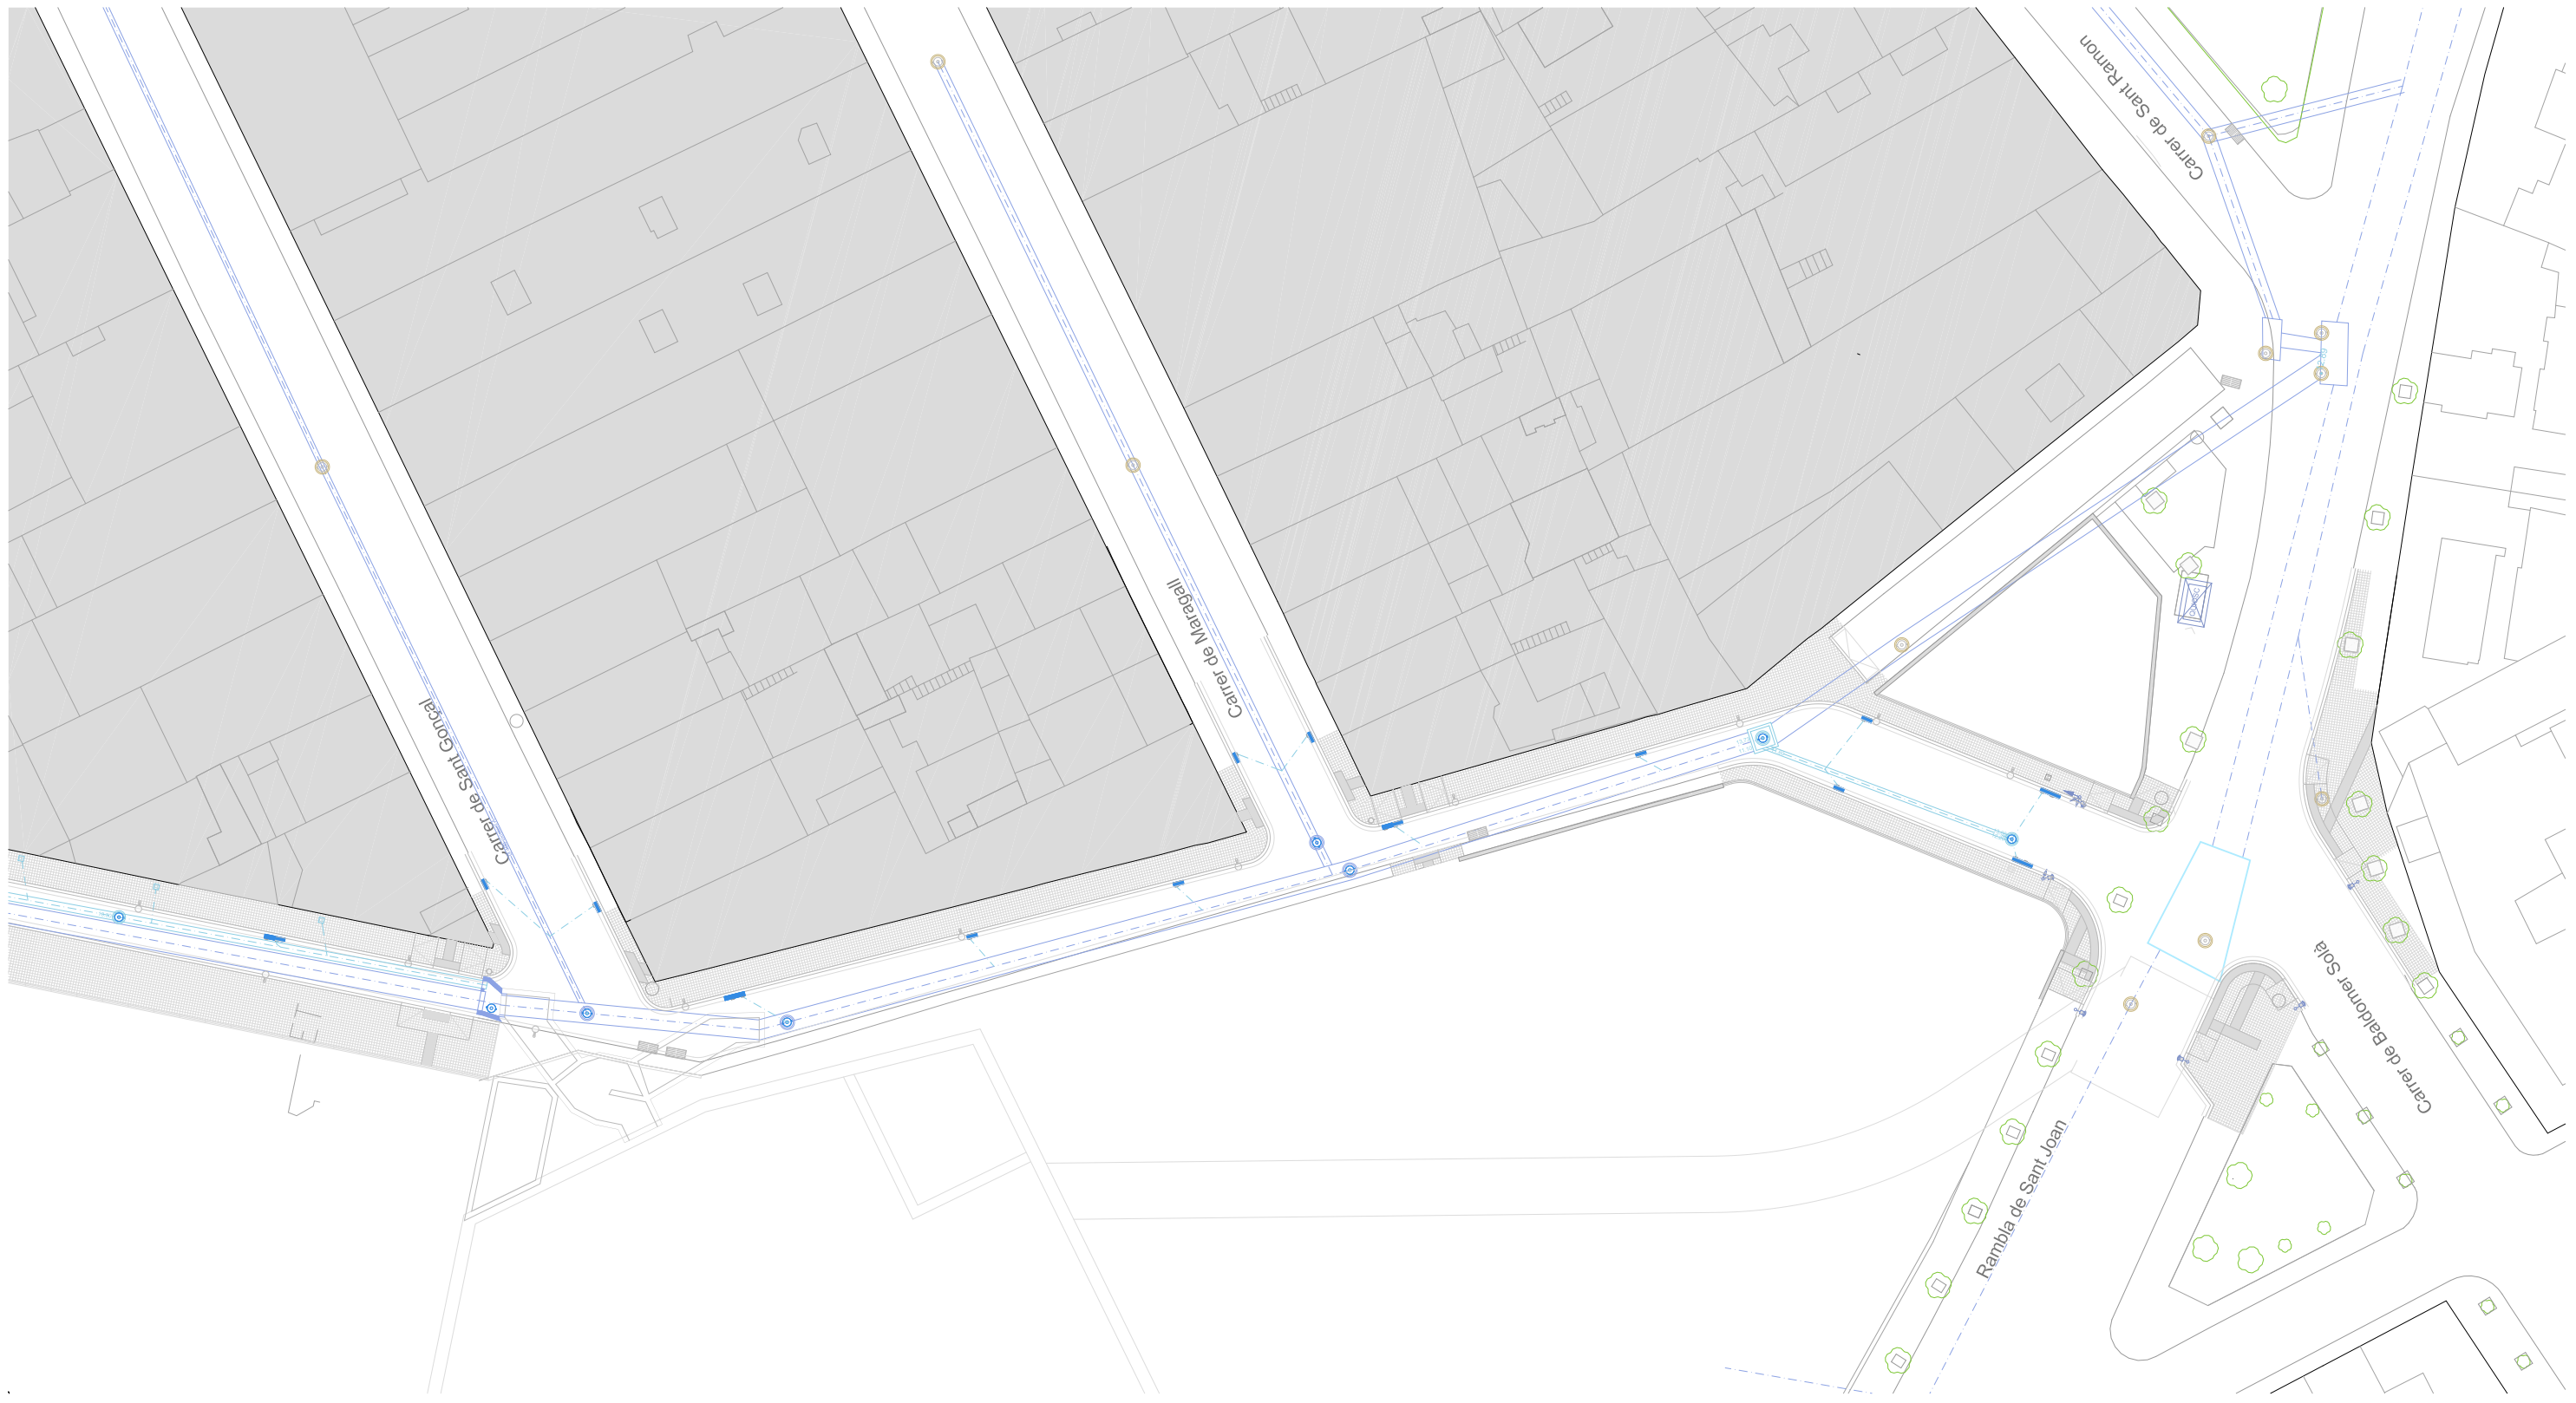 Carrer de Sant Ramon
Carrer de Maragall
Carrer de Sant Gonçal
Carrer de Baldomer Solà
Rambla de Sant Joan